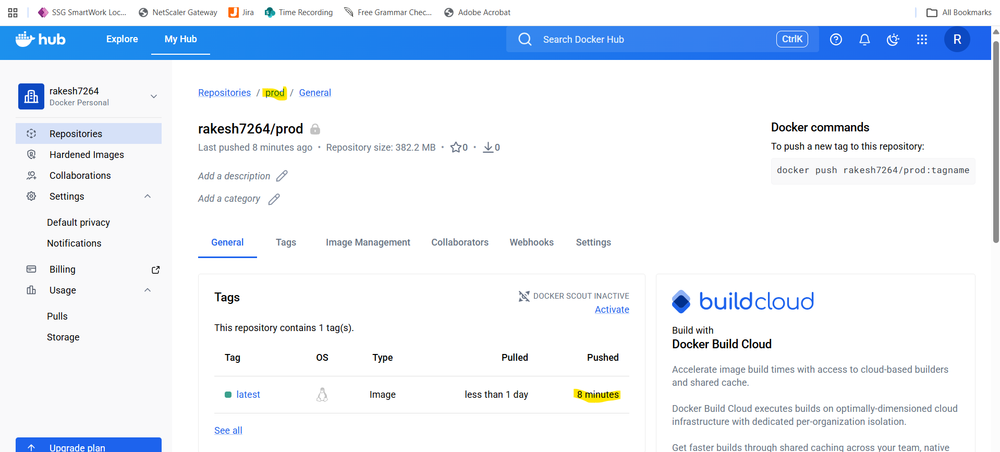 SSG SmartWork Loc...
NetScaler Gateway
Jira
Time Recording
Free Grammar Chec...
Adobe Acrobat
All Bookmarks
hub
Explore
My Hub
Search Docker Hub
CtrlK
R
rakesh7264
Docker Personal
Repositories
Hardened Images
Collaborations
Settings
Default privacy
Notifications
Billing
Usage
Pulls
Storage
Upgrade plan
Repositories / prod / General
rakesh7264/prod
Last pushed 8 minutes ago • Repository size: 382.2 MB • 0 • 0
Add a description
Add a category
Docker commands
To push a new tag to this repository:
docker push rakesh7264/prod:tagname
General
Tags
Image Management
Collaborators
Webhooks
Settings
Tags
DOCKER SCOUT INACTIVE
Activate
This repository contains 1 tag(s).
Tag OS Type Pulled Pushed
latest Image less than 1 day 8 minutes
See all
buildcloud
Build with
Docker Build Cloud
Accelerate image build times with access to cloud-based builders
and shared cache.
Docker Build Cloud executes builds on optimally-dimensioned cloud
infrastructure with dedicated per-organization isolation.
Get faster builds through shared caching across your team, native